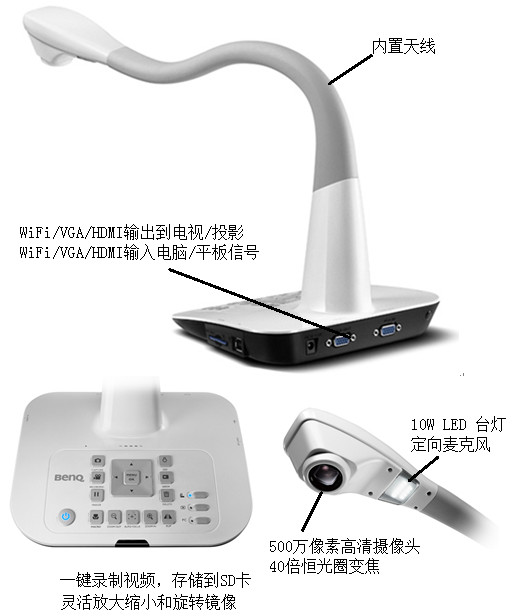 内置天线
WiFi/VGA/HDMI输出到电视/投影
WiFi/VGA/HDMI输入电脑/平板信号
10W LED 台灯
定向麦克风
BenQ
500万像素高清摄像头
40倍恒光圈变焦
一键录制视频，存储到SD卡
灵活放大缩小和旋转镜像